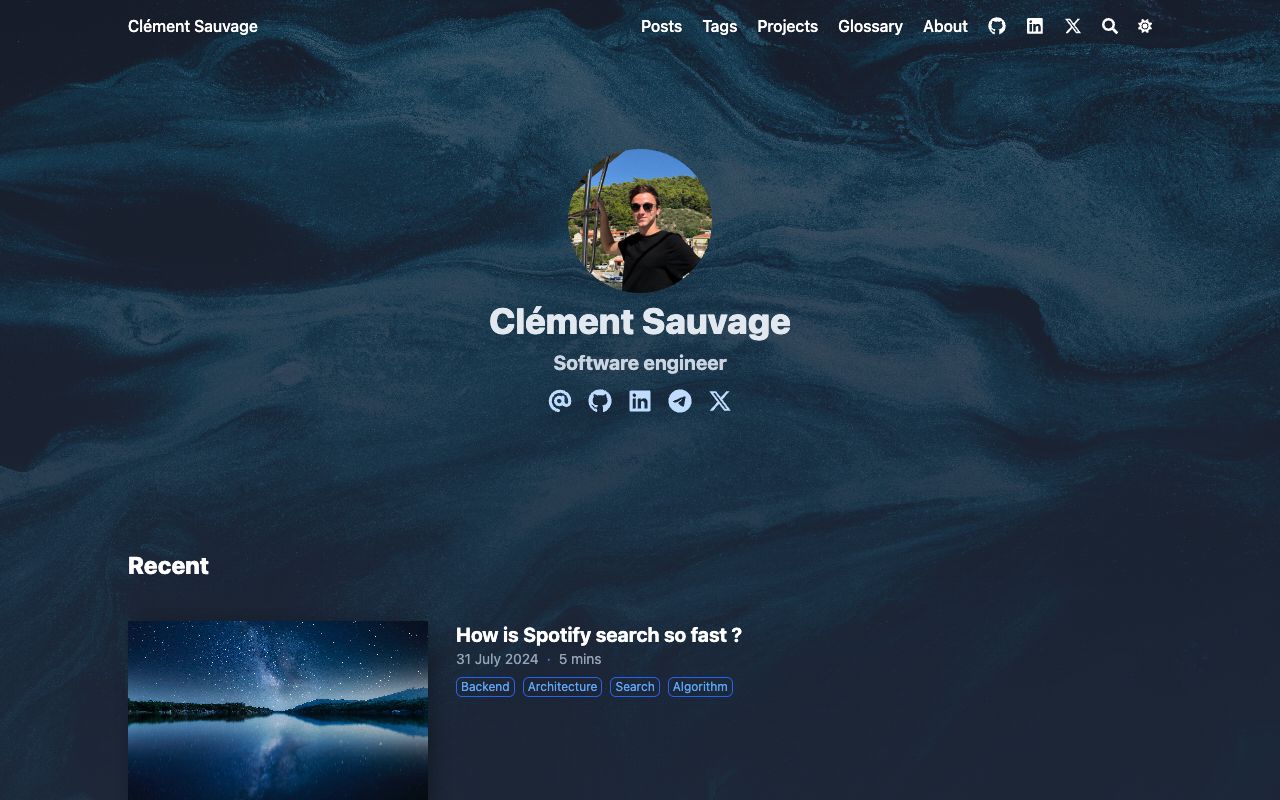 Clément Sauvage
Posts Tags Projects Glossary About
Clément Sauvage
Software engineer
Recent
How is Spotify search so fast ?
31 July 2024 · 5 mins
Backend Architecture Search Algorithm